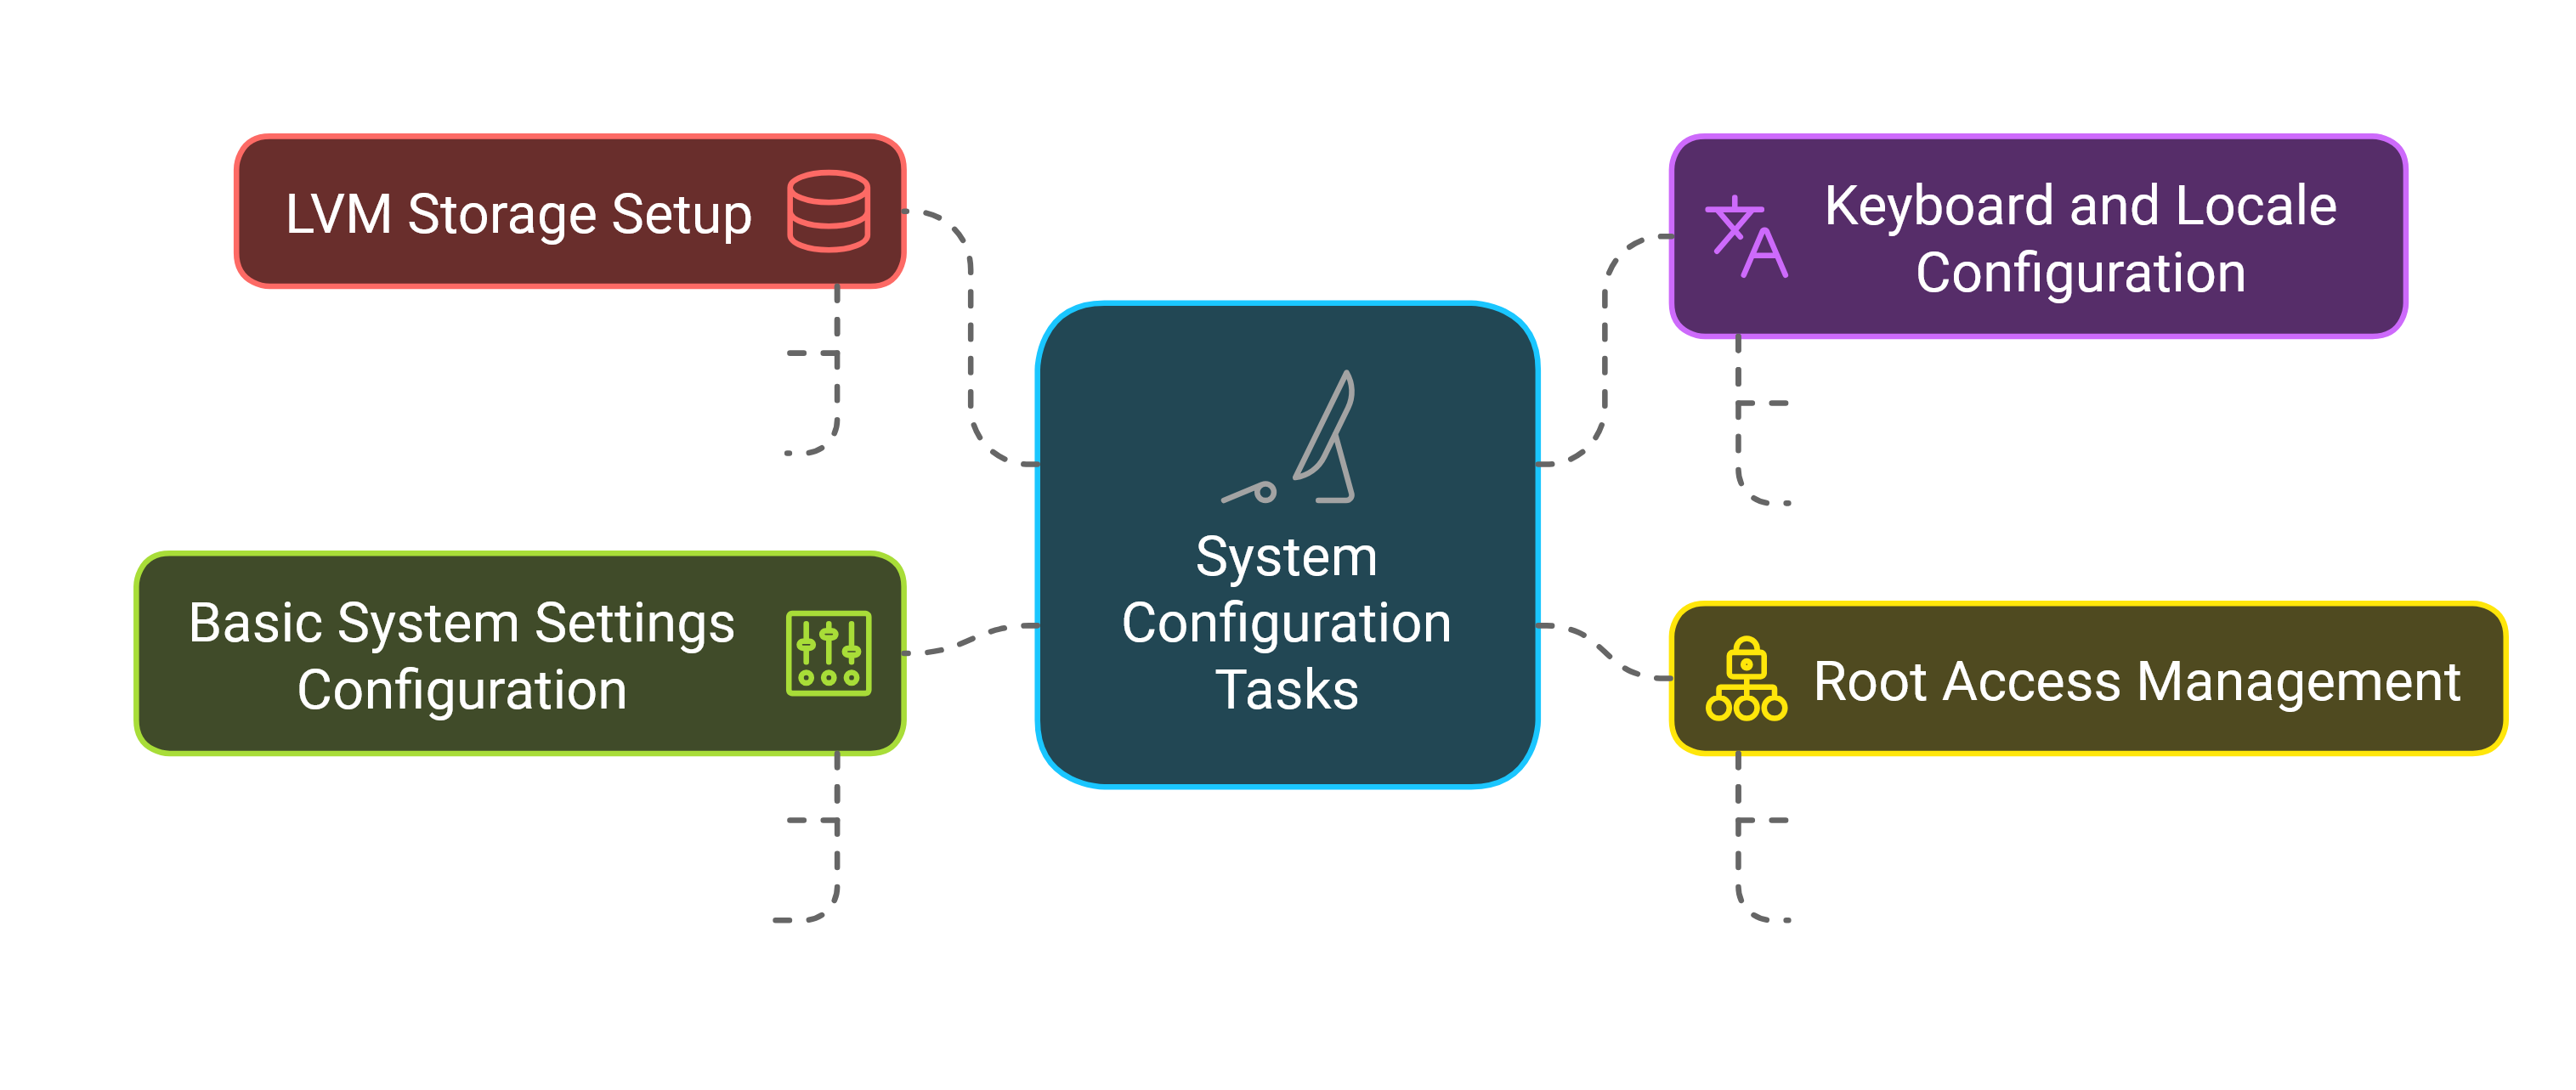 LVM Storage Setup
Keyboard and Locale
Configuration
System
Configuration
Tasks
Basic System Settings
Configuration
Root Access Management